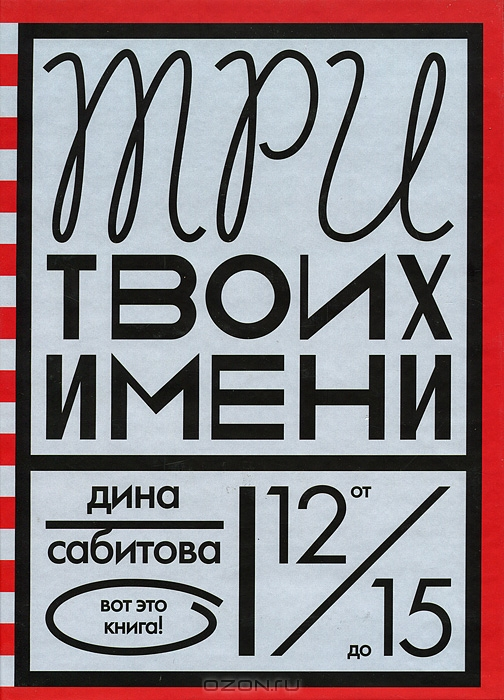 три
ТВОИХ
ИМЕНИ
дина
сабитова
вот это
книга!
от
12
15
до
OZON.ru